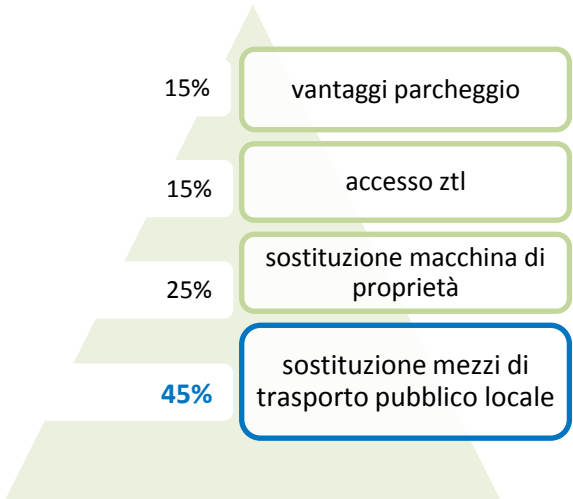 15%
vantaggi parcheggio
15%
accesso ztl
25%
sostituzione macchina di
proprietà
45%
sostituzione mezzi di
trasporto pubblico locale